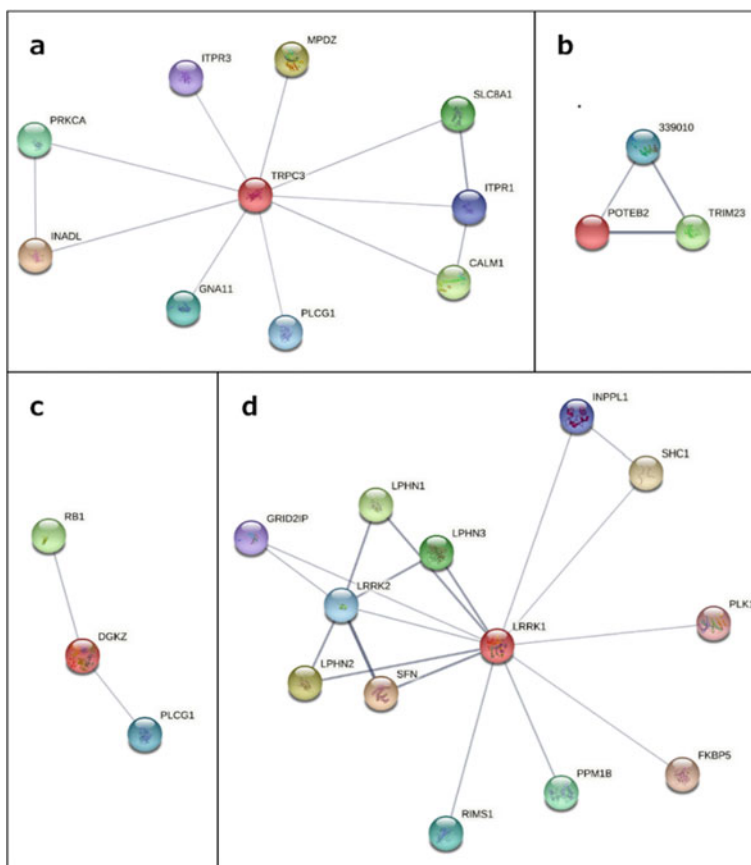 a
ITPR3
MPDZ
SLC8A1
PRKCA
TRPC3
ITPR1
INADL
CALM1
GNA11
PLCG1
b
339010
POTEB2
TRIM23
c
RB1
DGKZ
PLCG1
d
INPPL1
SHC1
LPHN1
GRID2IP
LPHN3
LRRK2
LRRK1
PLK1
LPHN2
SFN
FKBP5
PPM1B
RIMS1